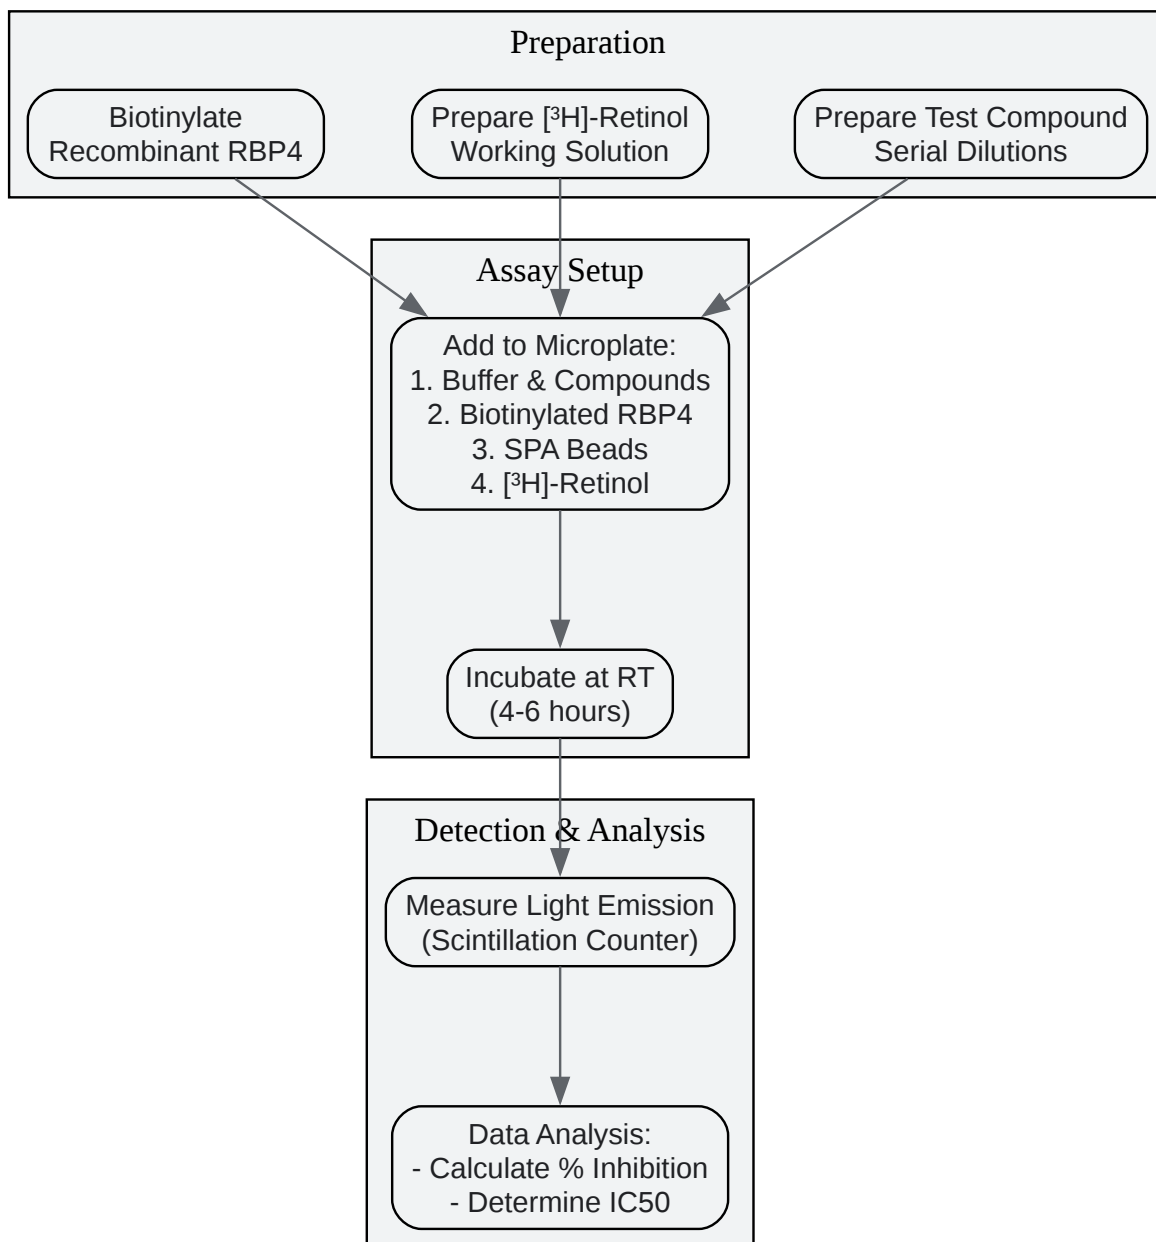 Preparation
Biotinylate
Recombinant RBP4
Prepare [³H]-Retinol
Working Solution
Prepare Test Compound
Serial Dilutions
Assay Setup
Add to Microplate:
1. Buffer & Compounds
2. Biotinylated RBP4
3. SPA Beads
4. [³H]-Retinol
Incubate at RT
(4-6 hours)
Detection & Analysis
Measure Light Emission
(Scintillation Counter)
Data Analysis:
- Calculate % Inhibition
- Determine IC50